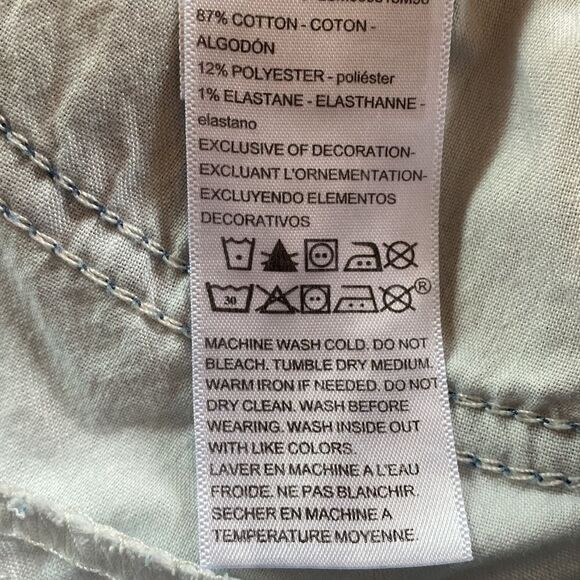 87% COTTON - COTON -
ALGODÓN
12% POLYESTER - poliéster
1% ELASTANE - ELASTHANNE -
elastano
EXCLUSIVE OF DECORATION-
EXCLUANT L'ORNEMENTATION-
EXCLUYENDO ELEMENTOS
DECORATIVOS
30 ®
MACHINE WASH COLD. DO NOT
BLEACH. TUMBLE DRY MEDIUM.
WARM IRON IF NEEDED. DO NOT
DRY CLEAN. WASH BEFORE
WEARING. WASH INSIDE OUT
WITH LIKE COLORS.
LAVER EN MACHINE A L'EAU
FROIDE. NE PAS BLANCHIR.
SECHER EN MACHINE A
TEMPERATURE MOYENNE.